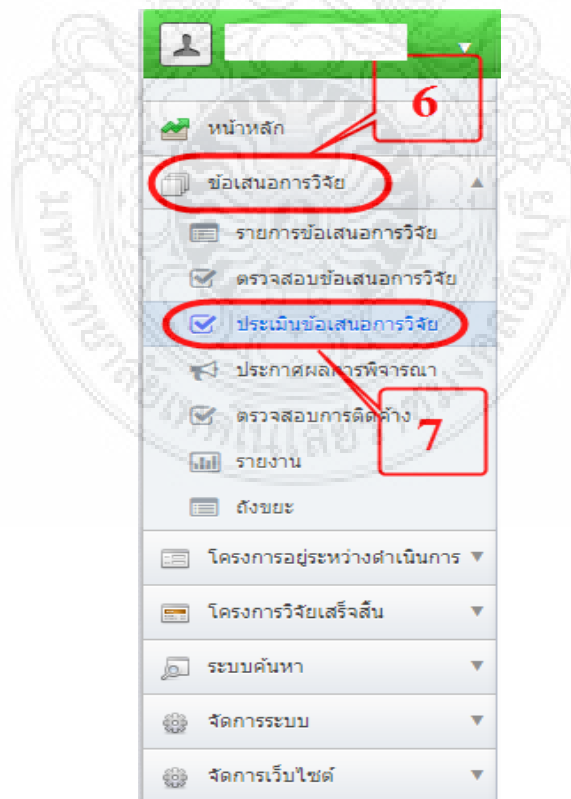 6
หน้าหลัก
ข้อเสนอการวิจัย
รายการข้อเสนอการวิจัย
ตรวจสอบข้อเสนอการวิจัย
ประเมินข้อเสนอการวิจัย
ประกาศผลการพิจารณา
ตรวจสอบการติดค้าง
7
รายงาน
ถังขยะ
โครงการอยู่ระหว่างดำเนินการ
โครงการวิจัยเสร็จสิ้น
ระบบค้นหา
จัดการระบบ
จัดการเว็บไซต์